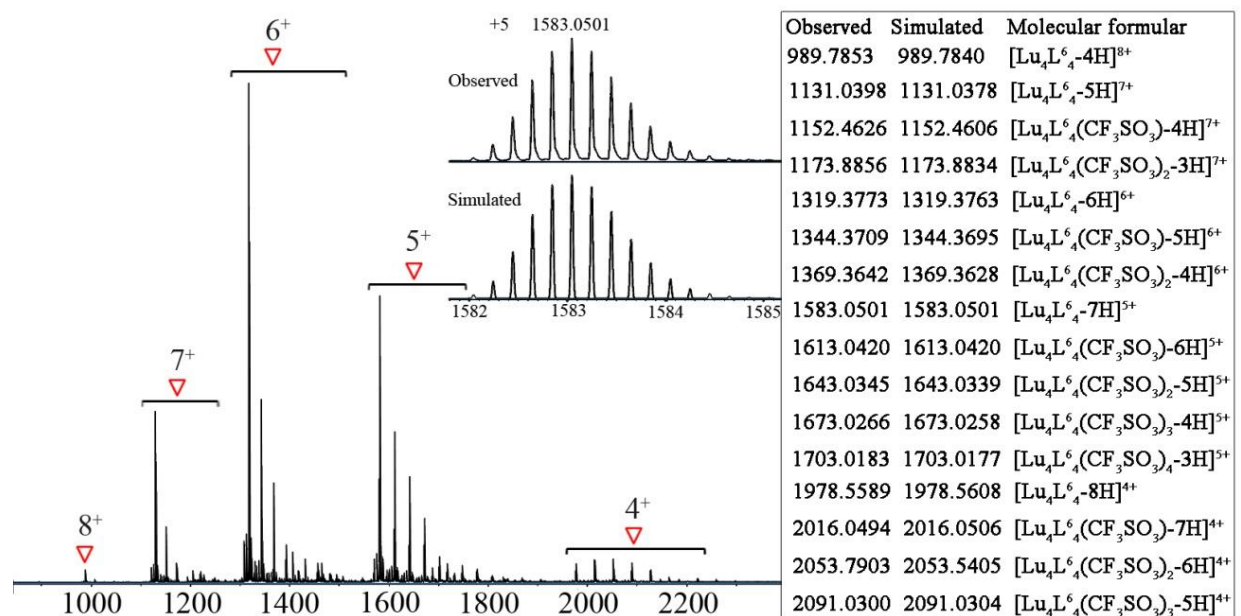 6+
+5 1583.0501
Observed
Simulated
1582 1583 1584 1585
5+
7+
8+
4+
1000 1200 1400 1600 1800 2000 2200
Observed Simulated Molecular formular
989.7853 989.7840 [Lu₄L⁶₄-4H]⁸⁺
1131.0398 1131.0378 [Lu₄L⁶₄-5H]⁷⁺
1152.4626 1152.4606 [Lu₄L⁶₄(CF₃SO₃)-4H]⁷⁺
1173.8856 1173.8834 [Lu₄L⁶₄(CF₃SO₃)₂-3H]⁷⁺
1319.3773 1319.3763 [Lu₄L⁶₄-6H]⁶⁺
1344.3709 1344.3695 [Lu₄L⁶₄(CF₃SO₃)-5H]⁶⁺
1369.3642 1369.3628 [Lu₄L⁶₄(CF₃SO₃)₂-4H]⁶⁺
1583.0501 1583.0501 [Lu₄L⁶₄-7H]⁵⁺
1613.0420 1613.0420 [Lu₄L⁶₄(CF₃SO₃)-6H]⁵⁺
1643.0345 1643.0339 [Lu₄L⁶₄(CF₃SO₃)₂-5H]⁵⁺
1673.0266 1673.0258 [Lu₄L⁶₄(CF₃SO₃)₃-4H]⁵⁺
1703.0183 1703.0177 [Lu₄L⁶₄(CF₃SO₃)₄-3H]⁵⁺
1978.5589 1978.5608 [Lu₄L⁶₄-8H]⁴⁺
2016.0494 2016.0506 [Lu₄L⁶₄(CF₃SO₃)-7H]⁴⁺
2053.7903 2053.5405 [Lu₄L⁶₄(CF₃SO₃)₂-6H]⁴⁺
2091.0300 2091.0304 [Lu₄L⁶₄(CF₃SO₃)₃-5H]⁴⁺